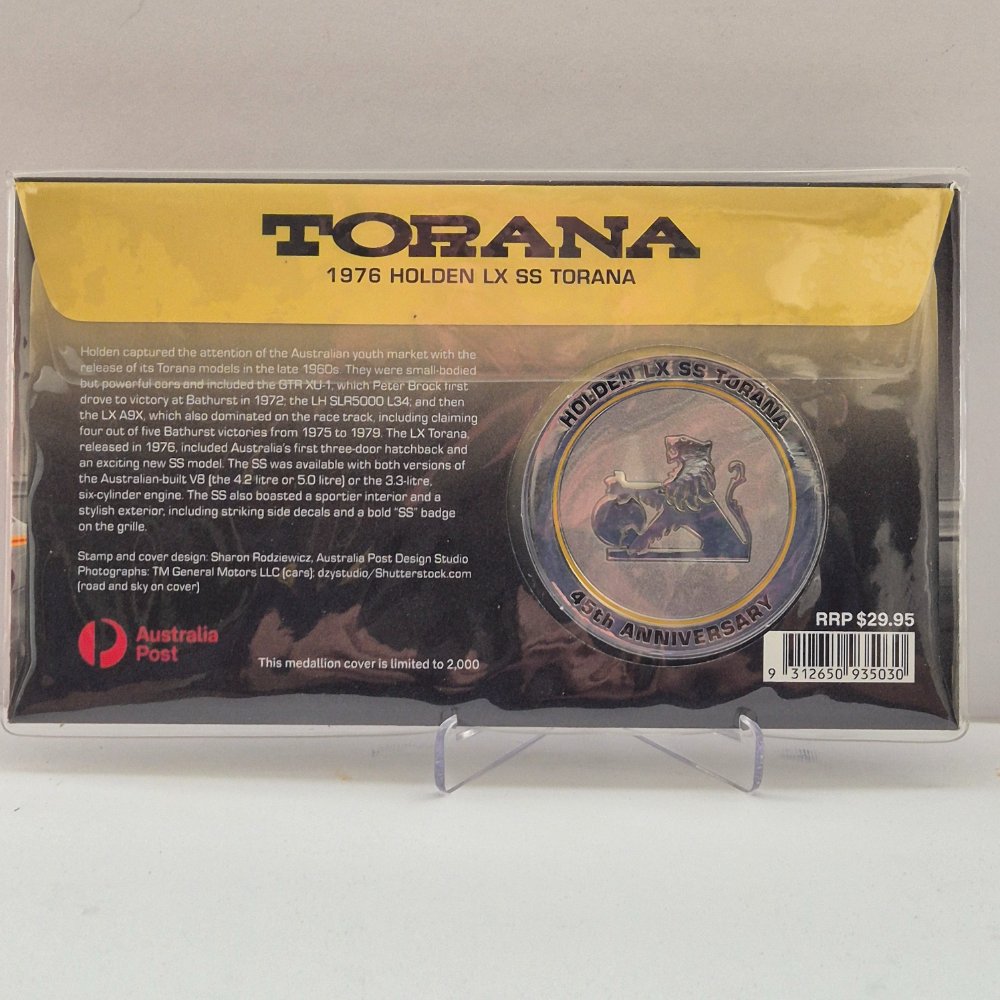 TORANA
1976 HOLDEN LX SS TORANA
Holden captured the attention of the Australian youth market with the
release of its Torana models in the late 1960s. They were small-bodied
but powerful cars and included the GTR XU-1, which Peter Brock first
drove to victory at Bathurst in 1972; the LH SLR5000 L34; and then
the LX A9X, which also dominated on the race track, including claiming
four out of five Bathurst victories from 1975 to 1979. The LX Torana,
released in 1976, included Australia's first three-door hatchback and
an exciting new SS model. The SS was available with both versions of
the Australian-built V8 (the 4.2 litre or 5.0 litre) or the 3.3-litre,
six-cylinder engine. The SS also boasted a sportier interior and a
stylish exterior, including striking side decals and a bold "SS" badge
on the grille.
Stamp and cover design: Sharon Rodziewicz, Australia Post Design Studio
Photographs: TM General Motors LLC (cars); dzystudio/Shutterstock.com
(road and sky on cover)
Australia
Post
This medallion cover is limited to 2,000
HOLDEN LX SS TORANA
45th ANNIVERSARY
RRP $29.95
9 312650 935030